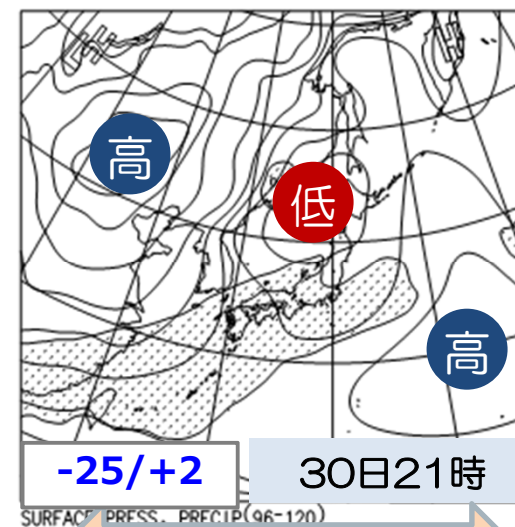 高
低
高
-25/+2
30日21時
SURFACE PRESS, PRECIP(96-120)